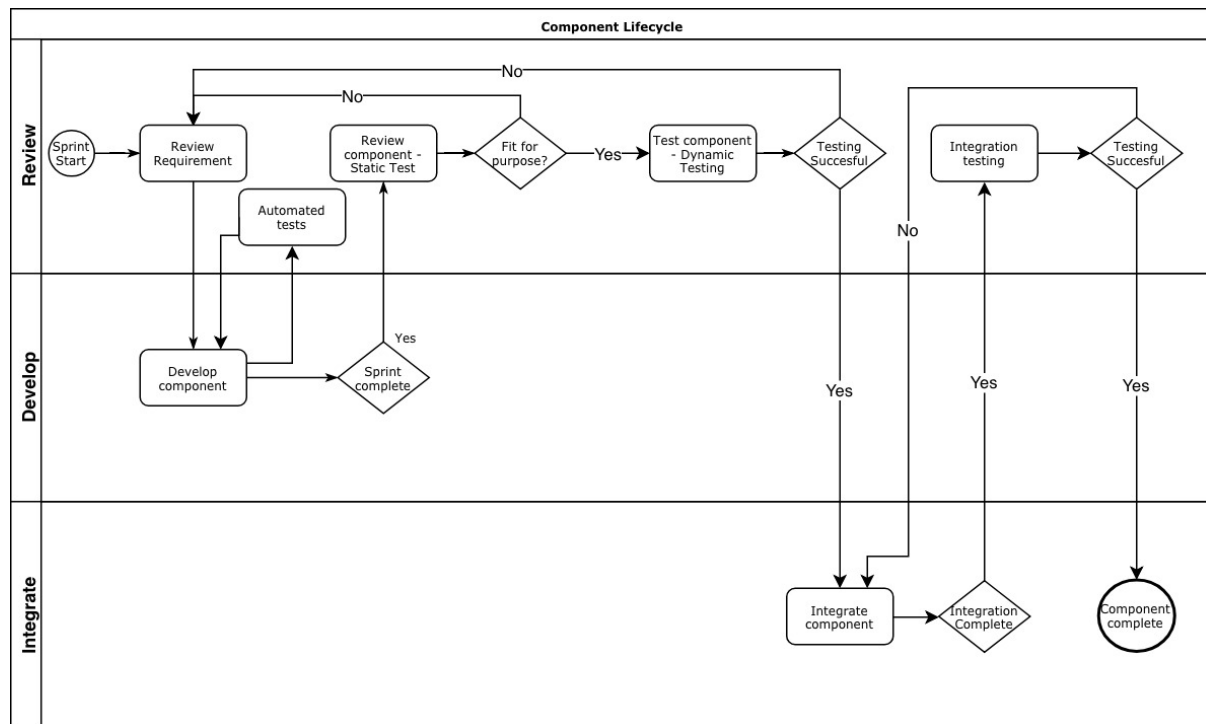 Component Lifecycle
Review
No
No
Sprint
Start
Review
Requirement
Review
component -
Static Test
Fit for
purpose?
Yes
Test component
- Dynamic
Testing
Testing
Succesful
Integration
testing
Testing
Succesful
Automated
tests
No
Develop
Develop
component
Yes
Sprint
complete
Yes
Yes
Yes
Integrate
Integrate
component
Integration
Complete
Component
complete